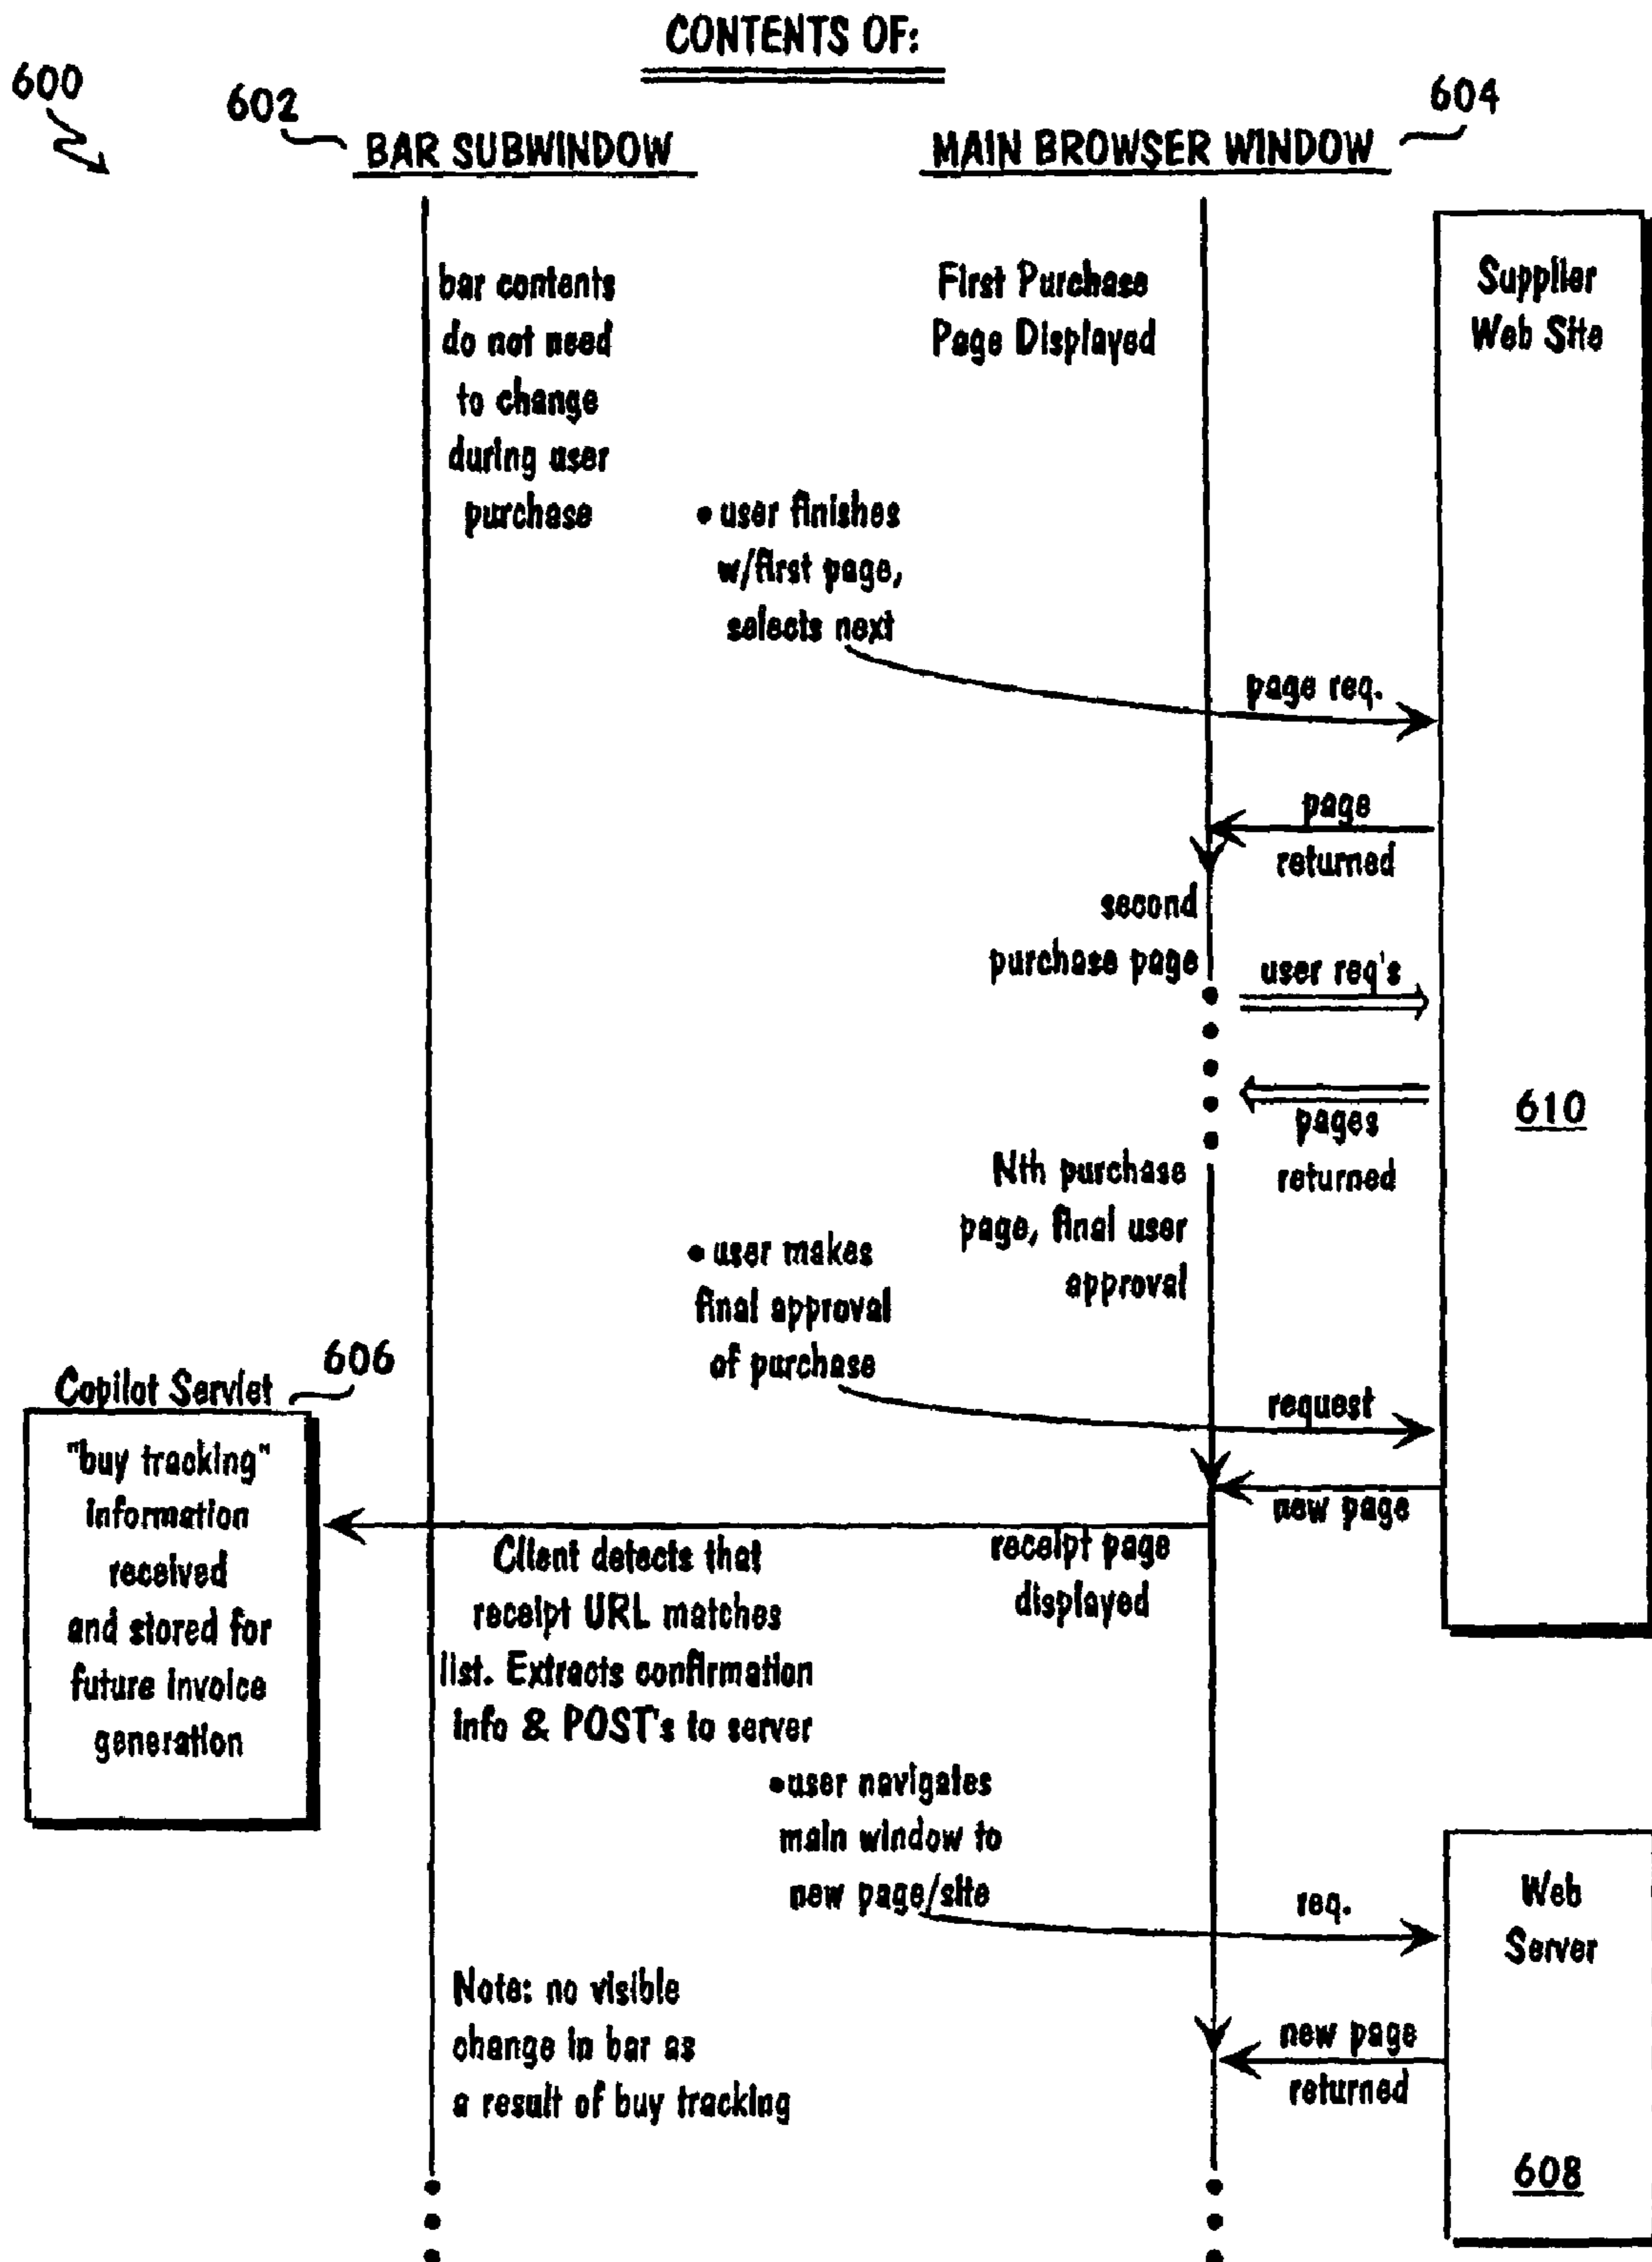 CONTENTS OF:
600
602
604
BAR SUBWINDOW
MAIN BROWSER WINDOW
bar contents
do not need
to change
during user
purchase
First Purchase
Page Displayed
Supplier
Web Site
• user finishes
w/first page,
selects next
page req.
page
returned
second
purchase page
user req's
pages
returned
610
Nth purchase
page, final user
approval
• user makes
final approval
of purchase
request
new page
Copilot Servlet
606
"buy tracking"
information
received
and stored for
future invoice
generation
Client detects that
receipt URL matches
list. Extracts confirmation
info & POST's to server
receipt page
displayed
• user navigates
main window to
new page/site
req.
Web
Server
Note: no visible
change in bar as
a result of buy tracking
new page
returned
608